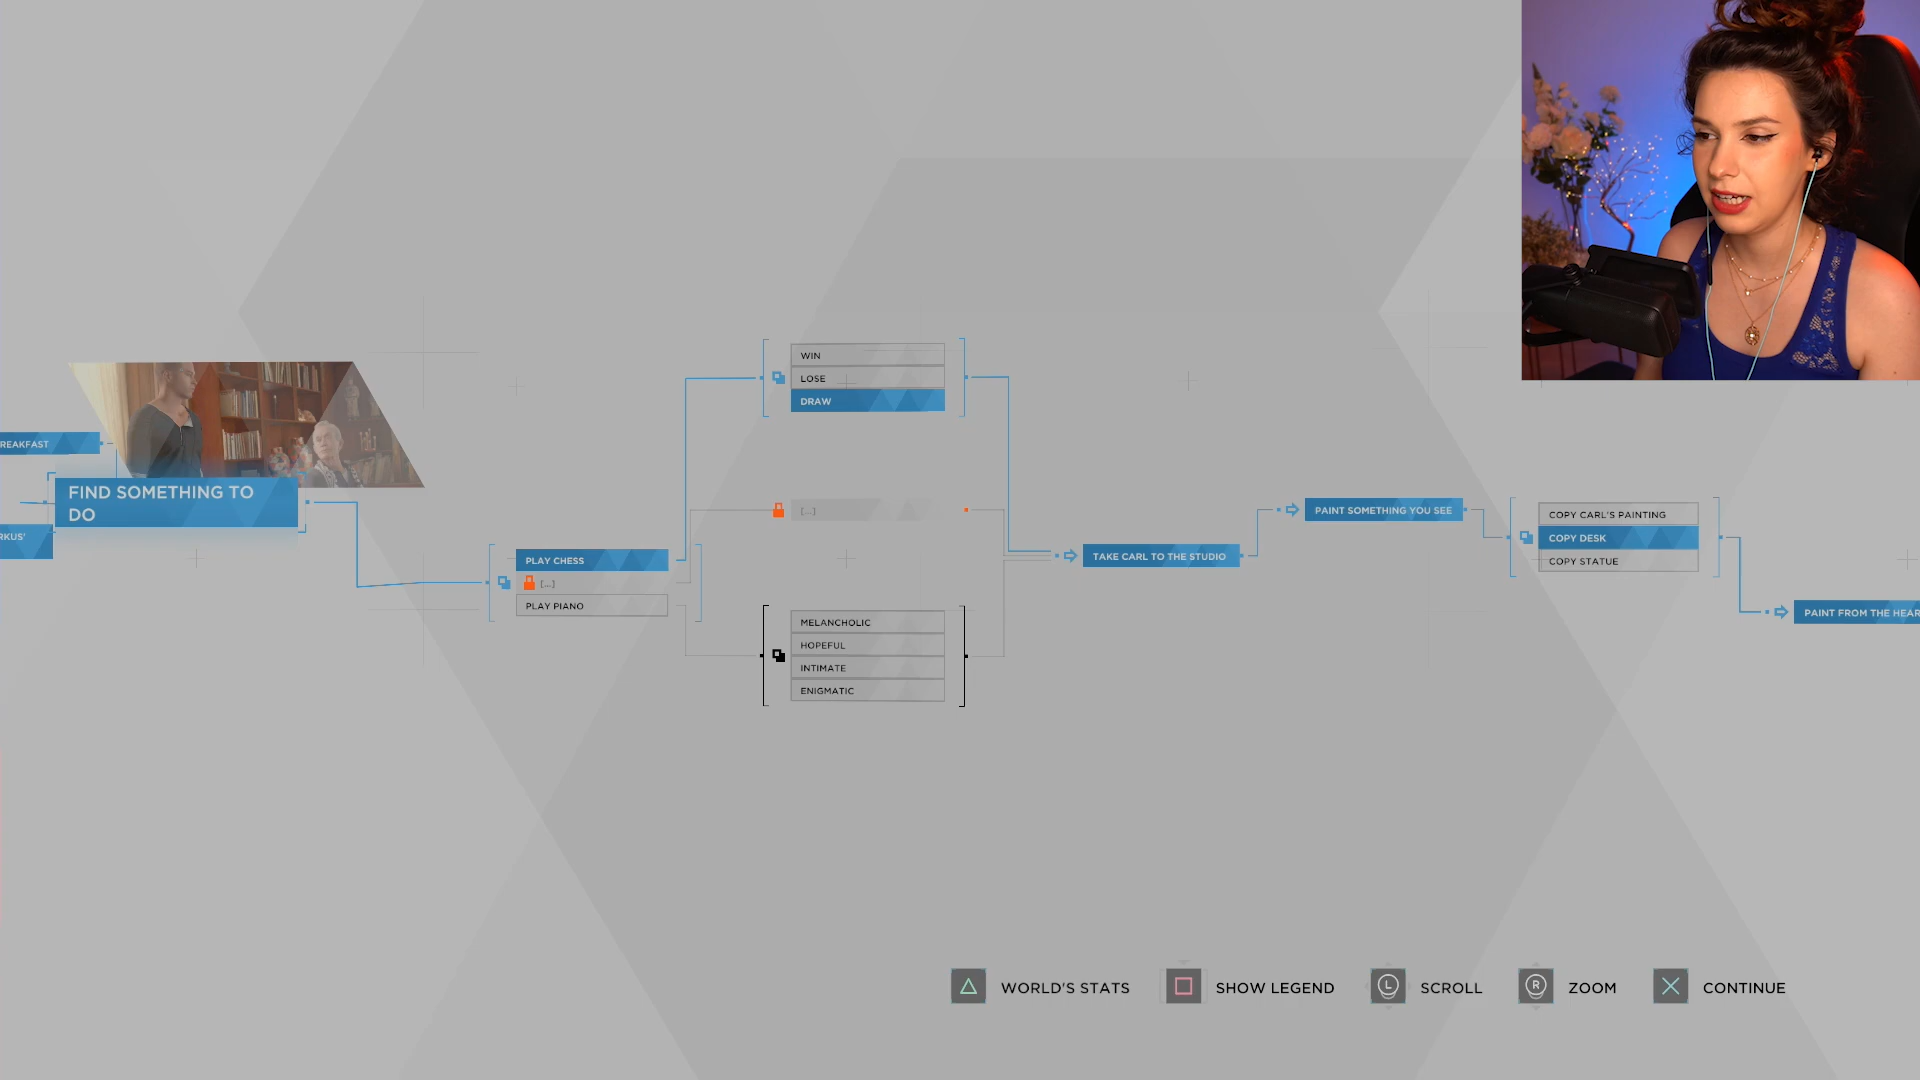 REAKFAST
FIND SOMETHING TO
DO
RKUS'
PLAY CHESS
[...]
PLAY PIANO
WIN
LOSE
DRAW
[...]
MELANCHOLIC
HOPEFUL
INTIMATE
ENIGMATIC
TAKE CARL TO THE STUDIO
PAINT SOMETHING YOU SEE
COPY CARL'S PAINTING
COPY DESK
COPY STATUE
PAINT FROM THE HEAR
WORLD'S STATS
SHOW LEGEND
L
SCROLL
R
ZOOM
CONTINUE